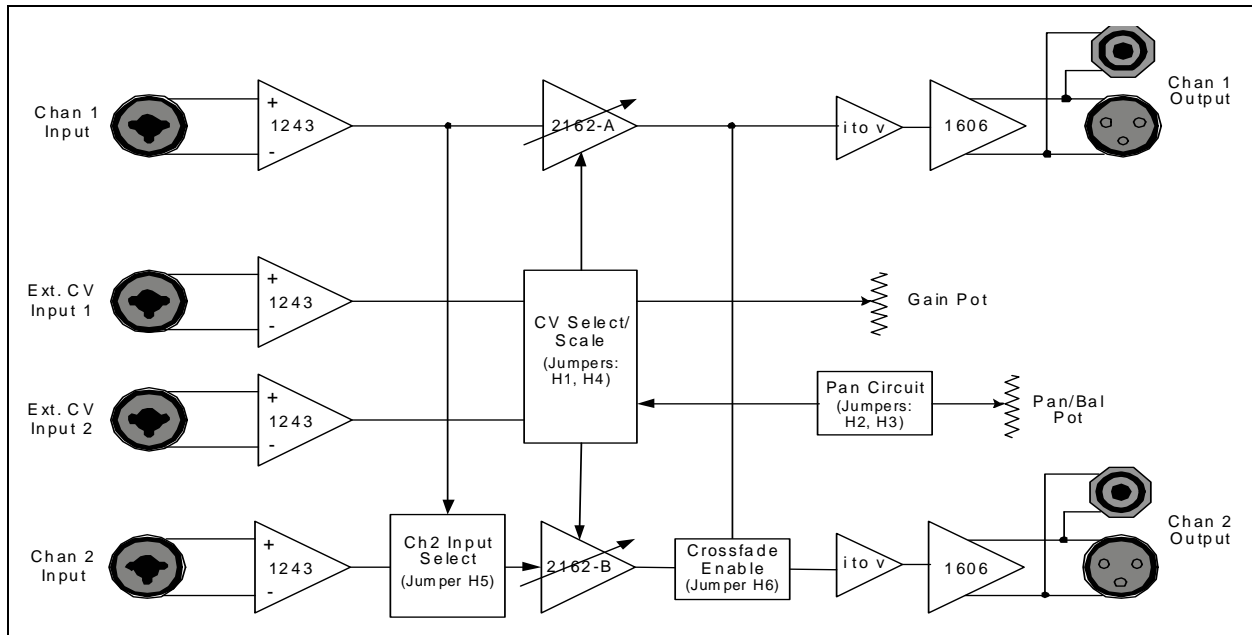 Chan 1
Input
+
1243
-
2162-A
i to v
1606
Chan 1
Output
Ext. CV
Input 1
+
1243
-
CV Select/
Scale
(Jumpers:
H1, H4)
Gain Pot
Ext. CV
Input 2
+
1243
-
Pan Circuit
(Jumpers:
H2, H3)
Pan/Bal
Pot
Chan 2
Input
+
1243
-
Ch2 Input
Select
(Jumper H5)
2162-B
Crossfade
Enable
(Jumper H6)
i to v
1606
Chan 2
Output